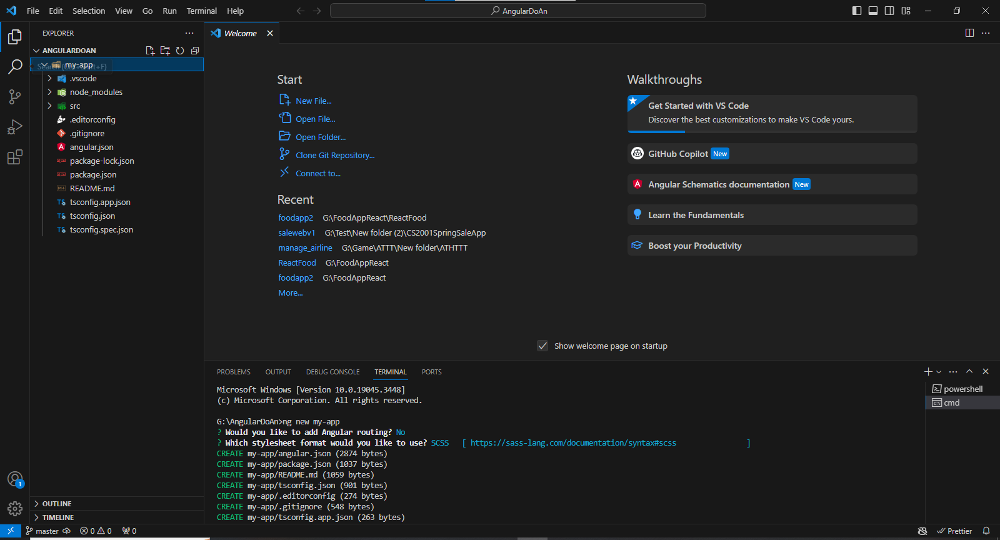 File Edit Selection View Go Run Terminal Help
AngularDoAn
EXPLORER
ANGULARDOAN
my-app
.vscode
node_modules
src
.editorconfig
.gitignore
angular.json
package-lock.json
package.json
README.md
tsconfig.app.json
tsconfig.json
tsconfig.spec.json
OUTLINE
TIMELINE
Welcome
Start
New File...
Open File...
Open Folder...
Clone Git Repository...
Connect to...
Recent
foodapp2 G:\FoodAppReact\ReactFood
salewebv1 G:\Test\New folder (2)\CS2001SpringSaleApp
manage_airline G:\Game\ATTT\New folder\ATHTTT
ReactFood G:\FoodAppReact
foodapp2 G:\FoodAppReact
More...
Walkthroughs
Get Started with VS Code
Discover the best customizations to make VS Code yours.
GitHub Copilot New
Angular Schematics documentation New
Learn the Fundamentals
Boost your Productivity
Show welcome page on startup
PROBLEMS OUTPUT DEBUG CONSOLE TERMINAL PORTS
Microsoft Windows [Version 10.0.19045.3448]
(c) Microsoft Corporation. All rights reserved.
G:\AngularDoAn>ng new my-app
? Would you like to add Angular routing? No
? Which stylesheet format would you like to use? SCSS [ https://sass-lang.com/documentation/syntax#scss ]
CREATE my-app/angular.json (2874 bytes)
CREATE my-app/package.json (1037 bytes)
CREATE my-app/README.md (1059 bytes)
CREATE my-app/tsconfig.json (901 bytes)
CREATE my-app/.editorconfig (274 bytes)
CREATE my-app/.gitignore (548 bytes)
CREATE my-app/tsconfig.app.json (263 bytes)
powershell
cmd
1
master 0 0 0
Prettier